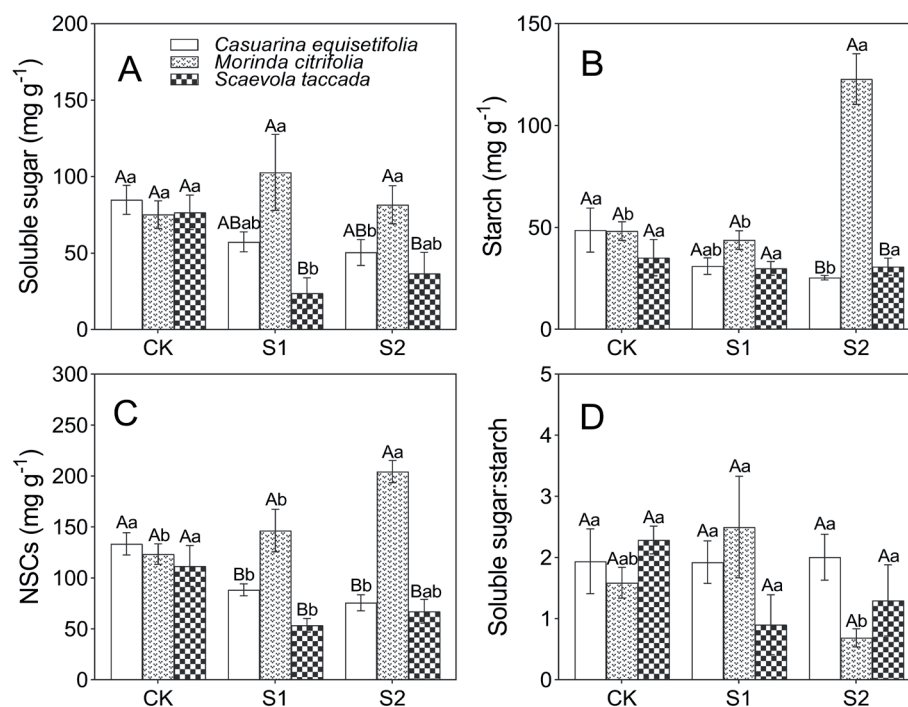 A
Casuarina equisetifolia
Morinda citrifolia
Scaevola taccada
Soluble sugar (mg g⁻¹)
200
150
100
50
0
Aa Aa Aa
ABab Aa Bb
ABb Aa Bab
CK S1 S2
B
Starch (mg g⁻¹)
150
100
50
0
Aa Ab Aa
Aab Ab Aa
Bb Aa Ba
CK S1 S2
C
NSCs (mg g⁻¹)
300
250
200
150
100
50
0
Aa Ab Aa
Bb Ab Bb
Bb Aa Bab
CK S1 S2
D
Soluble sugar:starch
5
4
3
2
1
0
Aa Aab Aa
Aa Aa Aa
Aa Ab Aa
CK S1 S2